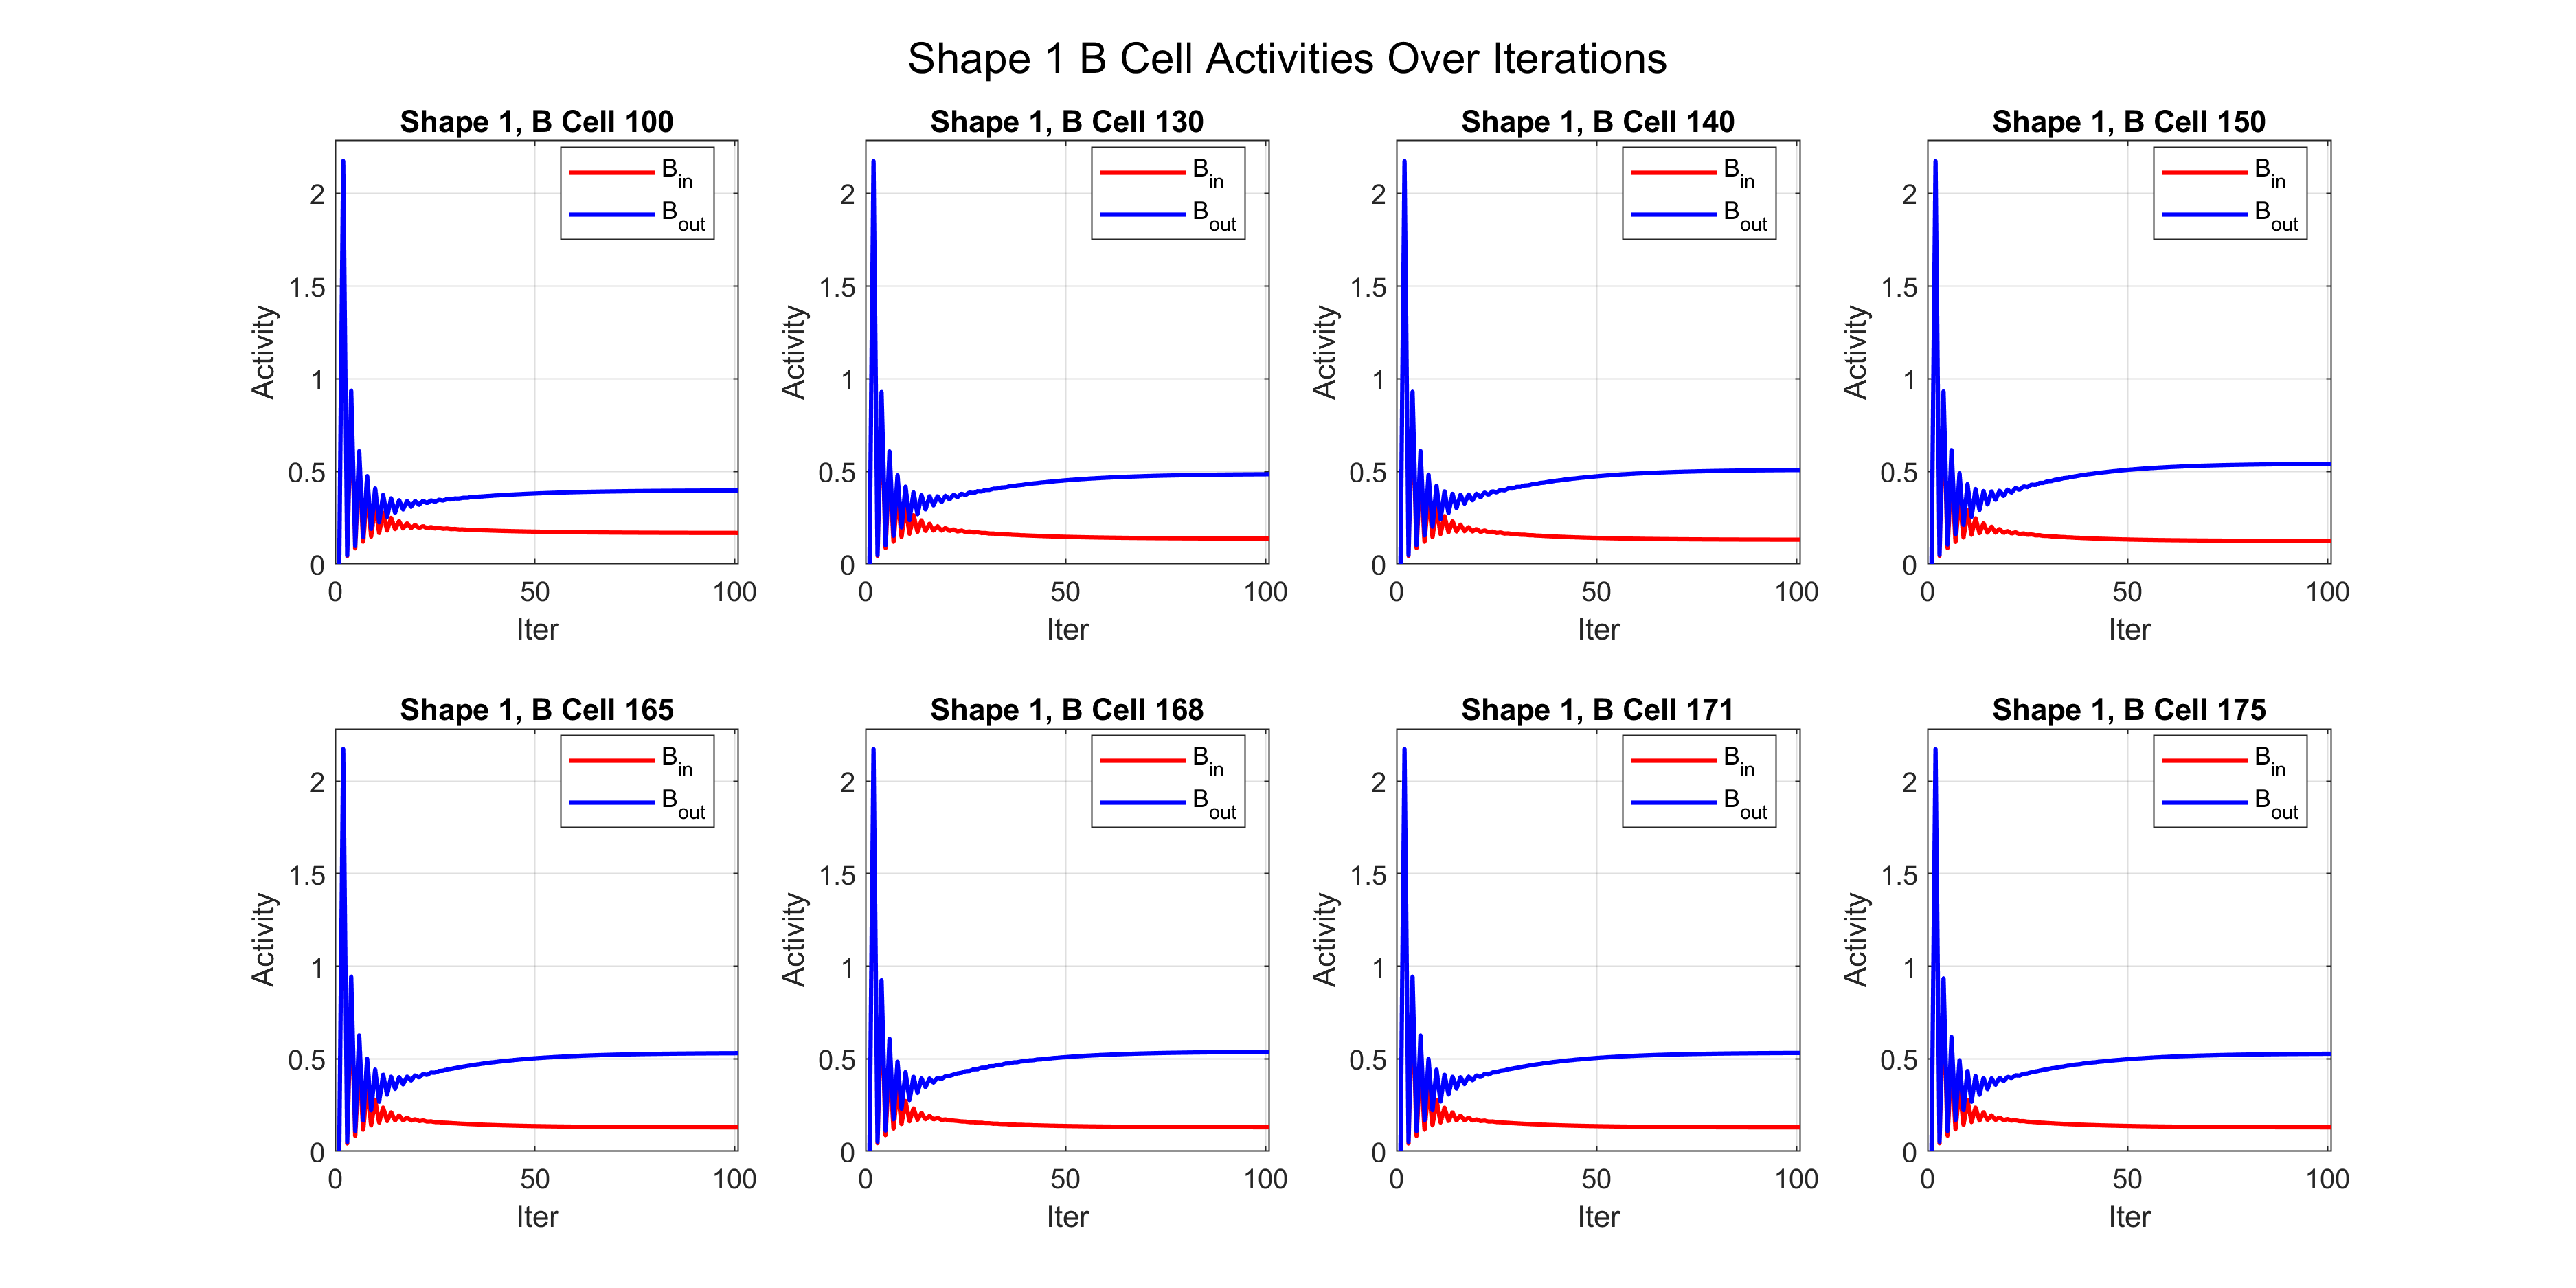 Shape 1 B Cell Activities Over Iterations
Shape 1, B Cell 100
Activity
2
1.5
1
0.5
0
0
50
100
Iter
B_in
B_out
Shape 1, B Cell 130
Activity
2
1.5
1
0.5
0
0
50
100
Iter
B_in
B_out
Shape 1, B Cell 140
Activity
2
1.5
1
0.5
0
0
50
100
Iter
B_in
B_out
Shape 1, B Cell 150
Activity
2
1.5
1
0.5
0
0
50
100
Iter
B_in
B_out
Shape 1, B Cell 165
Activity
2
1.5
1
0.5
0
0
50
100
Iter
B_in
B_out
Shape 1, B Cell 168
Activity
2
1.5
1
0.5
0
0
50
100
Iter
B_in
B_out
Shape 1, B Cell 171
Activity
2
1.5
1
0.5
0
0
50
100
Iter
B_in
B_out
Shape 1, B Cell 175
Activity
2
1.5
1
0.5
0
0
50
100
Iter
B_in
B_out